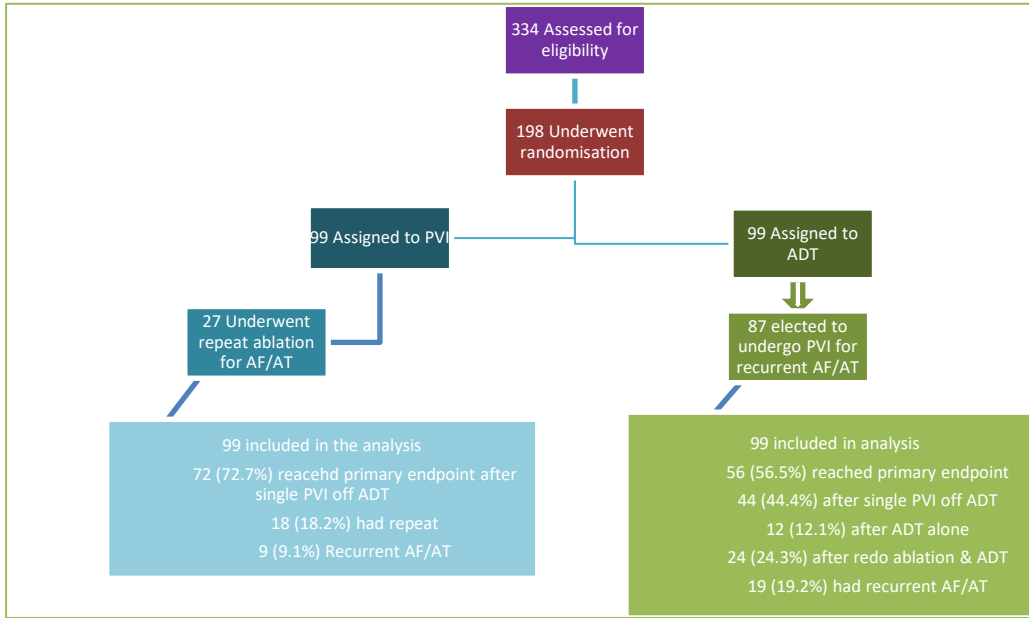 334 Assessed for
eligibility
198 Underwent
randomisation
99 Assigned to PVI
99 Assigned to
ADT
27 Underwent
repeat ablation
for AF/AT
87 elected to
undergo PVI for
recurrent AF/AT
99 included in the analysis
72 (72.7%) reacehd primary endpoint after
single PVI off ADT
18 (18.2%) had repeat
9 (9.1%) Recurrent AF/AT
99 included in analysis
56 (56.5%) reached primary endpoint
44 (44.4%) after single PVI off ADT
12 (12.1%) after ADT alone
24 (24.3%) after redo ablation & ADT
19 (19.2%) had recurrent AF/AT